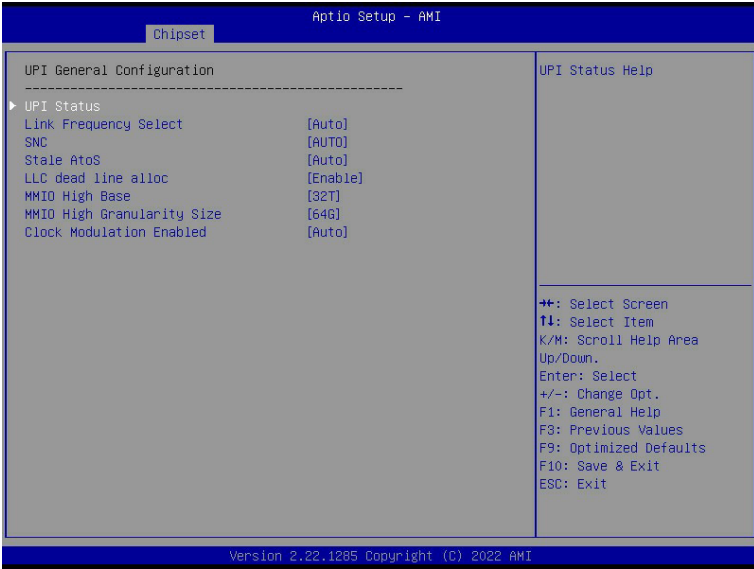 Aptio Setup - AMI
Chipset
UPI General Configuration
--------------------------------------------------
UPI Status
Link Frequency Select [Auto]
SNC [AUTO]
Stale AtoS [Auto]
LLC dead line alloc [Enable]
MMIO High Base [32T]
MMIO High Granularity Size [64G]
Clock Modulation Enabled [Auto]
UPI Status Help
→←: Select Screen
↑↓: Select Item
K/M: Scroll Help Area
Up/Down.
Enter: Select
+/-: Change Opt.
F1: General Help
F3: Previous Values
F9: Optimized Defaults
F10: Save & Exit
ESC: Exit
Version 2.22.1285 Copyright (C) 2022 AMI